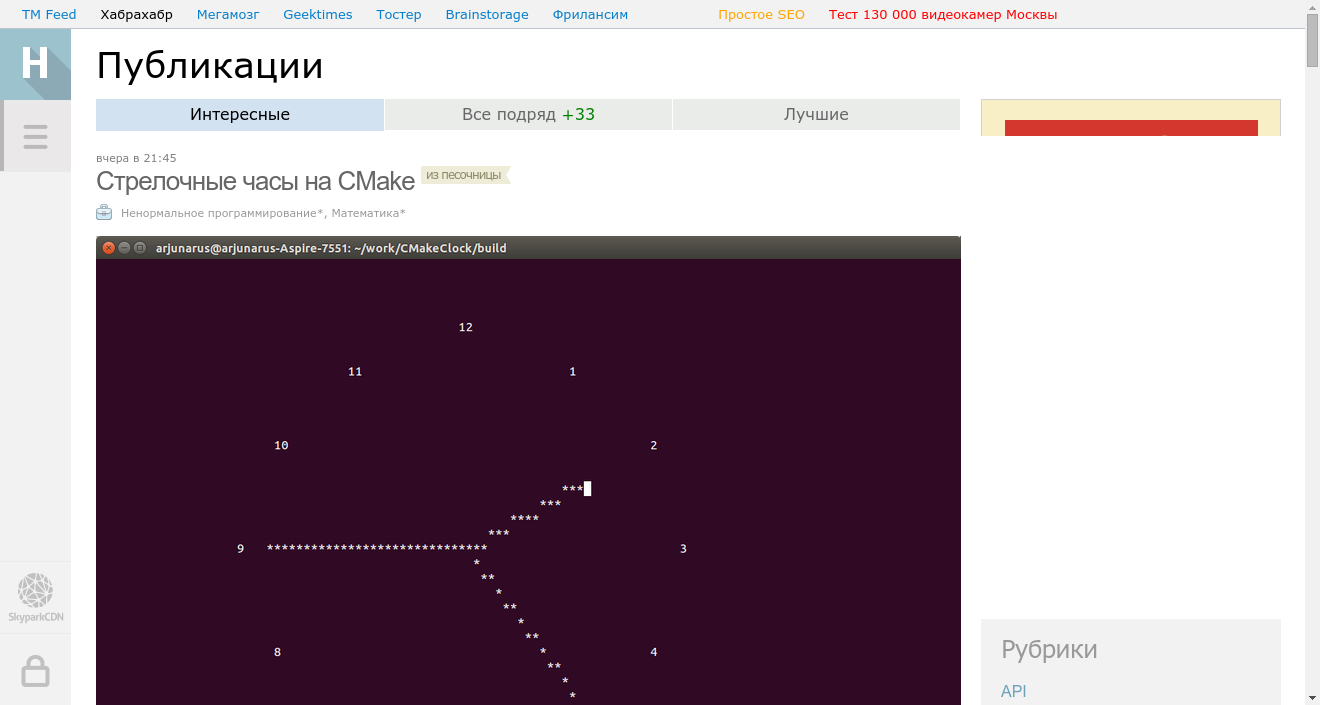 TM Feed Хабрахабр Мегамозг Geektimes Тостер Brainstorage Фрилансим Простое SEO Тест 130 000 видеокамер Москвы
H
Публикации
Интересные Все подряд +33 Лучшие
вчера в 21:45
Стрелочные часы на CMake из песочницы
Ненормальное программирование*, Математика*
arjunarus@arjunarus-Aspire-7551: ~/work/CMakeClock/build
12
11 1
10 2
***
***
****
***
9 ****************************** 3
*
**
*
**
*
**
8 * 4
**
*
*
SkyparkCDN
Рубрики
API